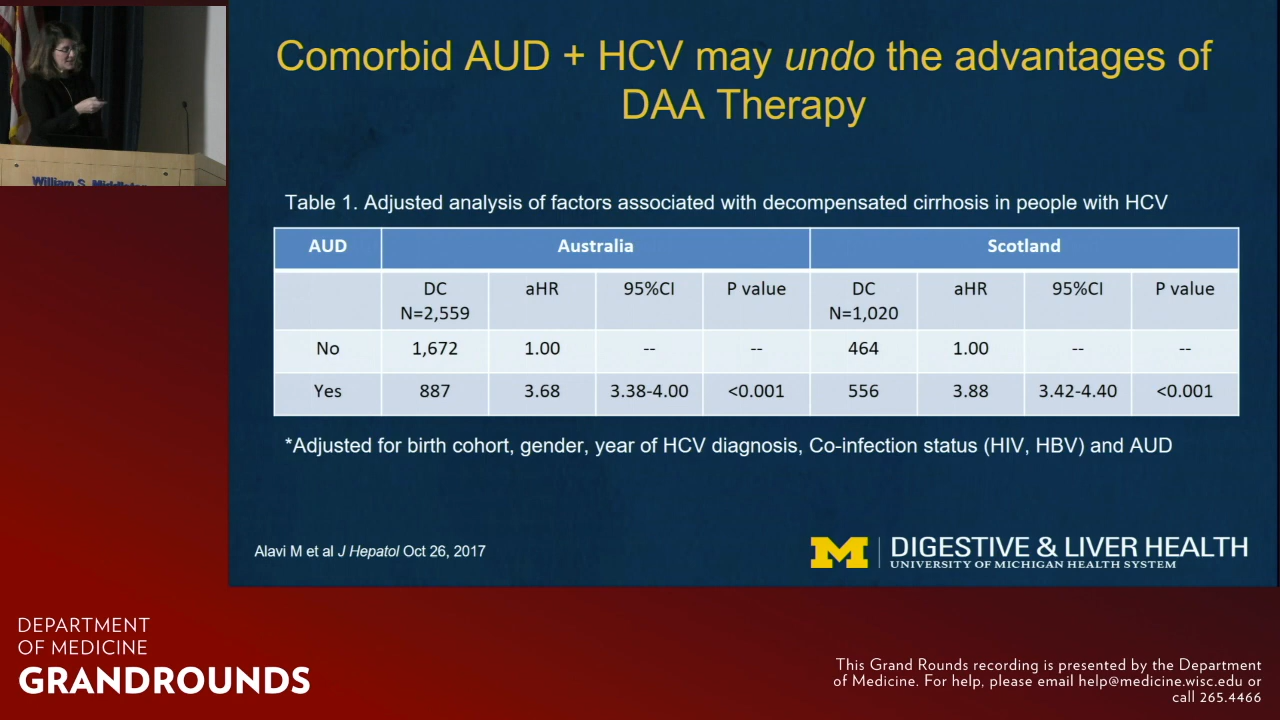 Comorbid AUD + HCV may undo the advantages of
DAA Therapy
William S. Middleton
Table 1. Adjusted analysis of factors associated with decompensated cirrhosis in people with HCV
AUD Australia Scotland
DC N=2,559 aHR 95%CI P value DC N=1,020 aHR 95%CI P value
No 1,672 1.00 -- -- 464 1.00 -- --
Yes 887 3.68 3.38-4.00 <0.001 556 3.88 3.42-4.40 <0.001
*Adjusted for birth cohort, gender, year of HCV diagnosis, Co-infection status (HIV, HBV) and AUD
Alavi M et al J Hepatol Oct 26, 2017
M DIGESTIVE & LIVER HEALTH
UNIVERSITY OF MICHIGAN HEALTH SYSTEM
DEPARTMENT
OF MEDICINE
GRANDROUNDS
This Grand Rounds recording is presented by the Department
of Medicine. For help, please email help@medicine.wisc.edu or
call 265.4466